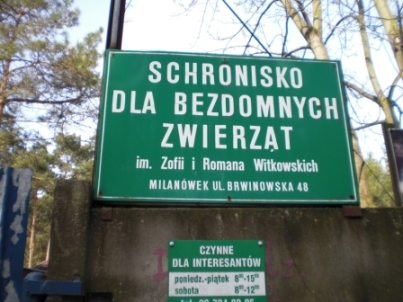 SCHRONISKO
DLA BEZDOMNYCH
ZWIERZĄT
im. Zofii i Romana Witkowskich
MILANÓWEK UL. BRWINOWSKA 48
CZYNNE
DLA INTERESANTÓW
poniedz.-piątek 8⁰⁰-15⁰⁰
sobota 8⁰⁰-12⁰⁰